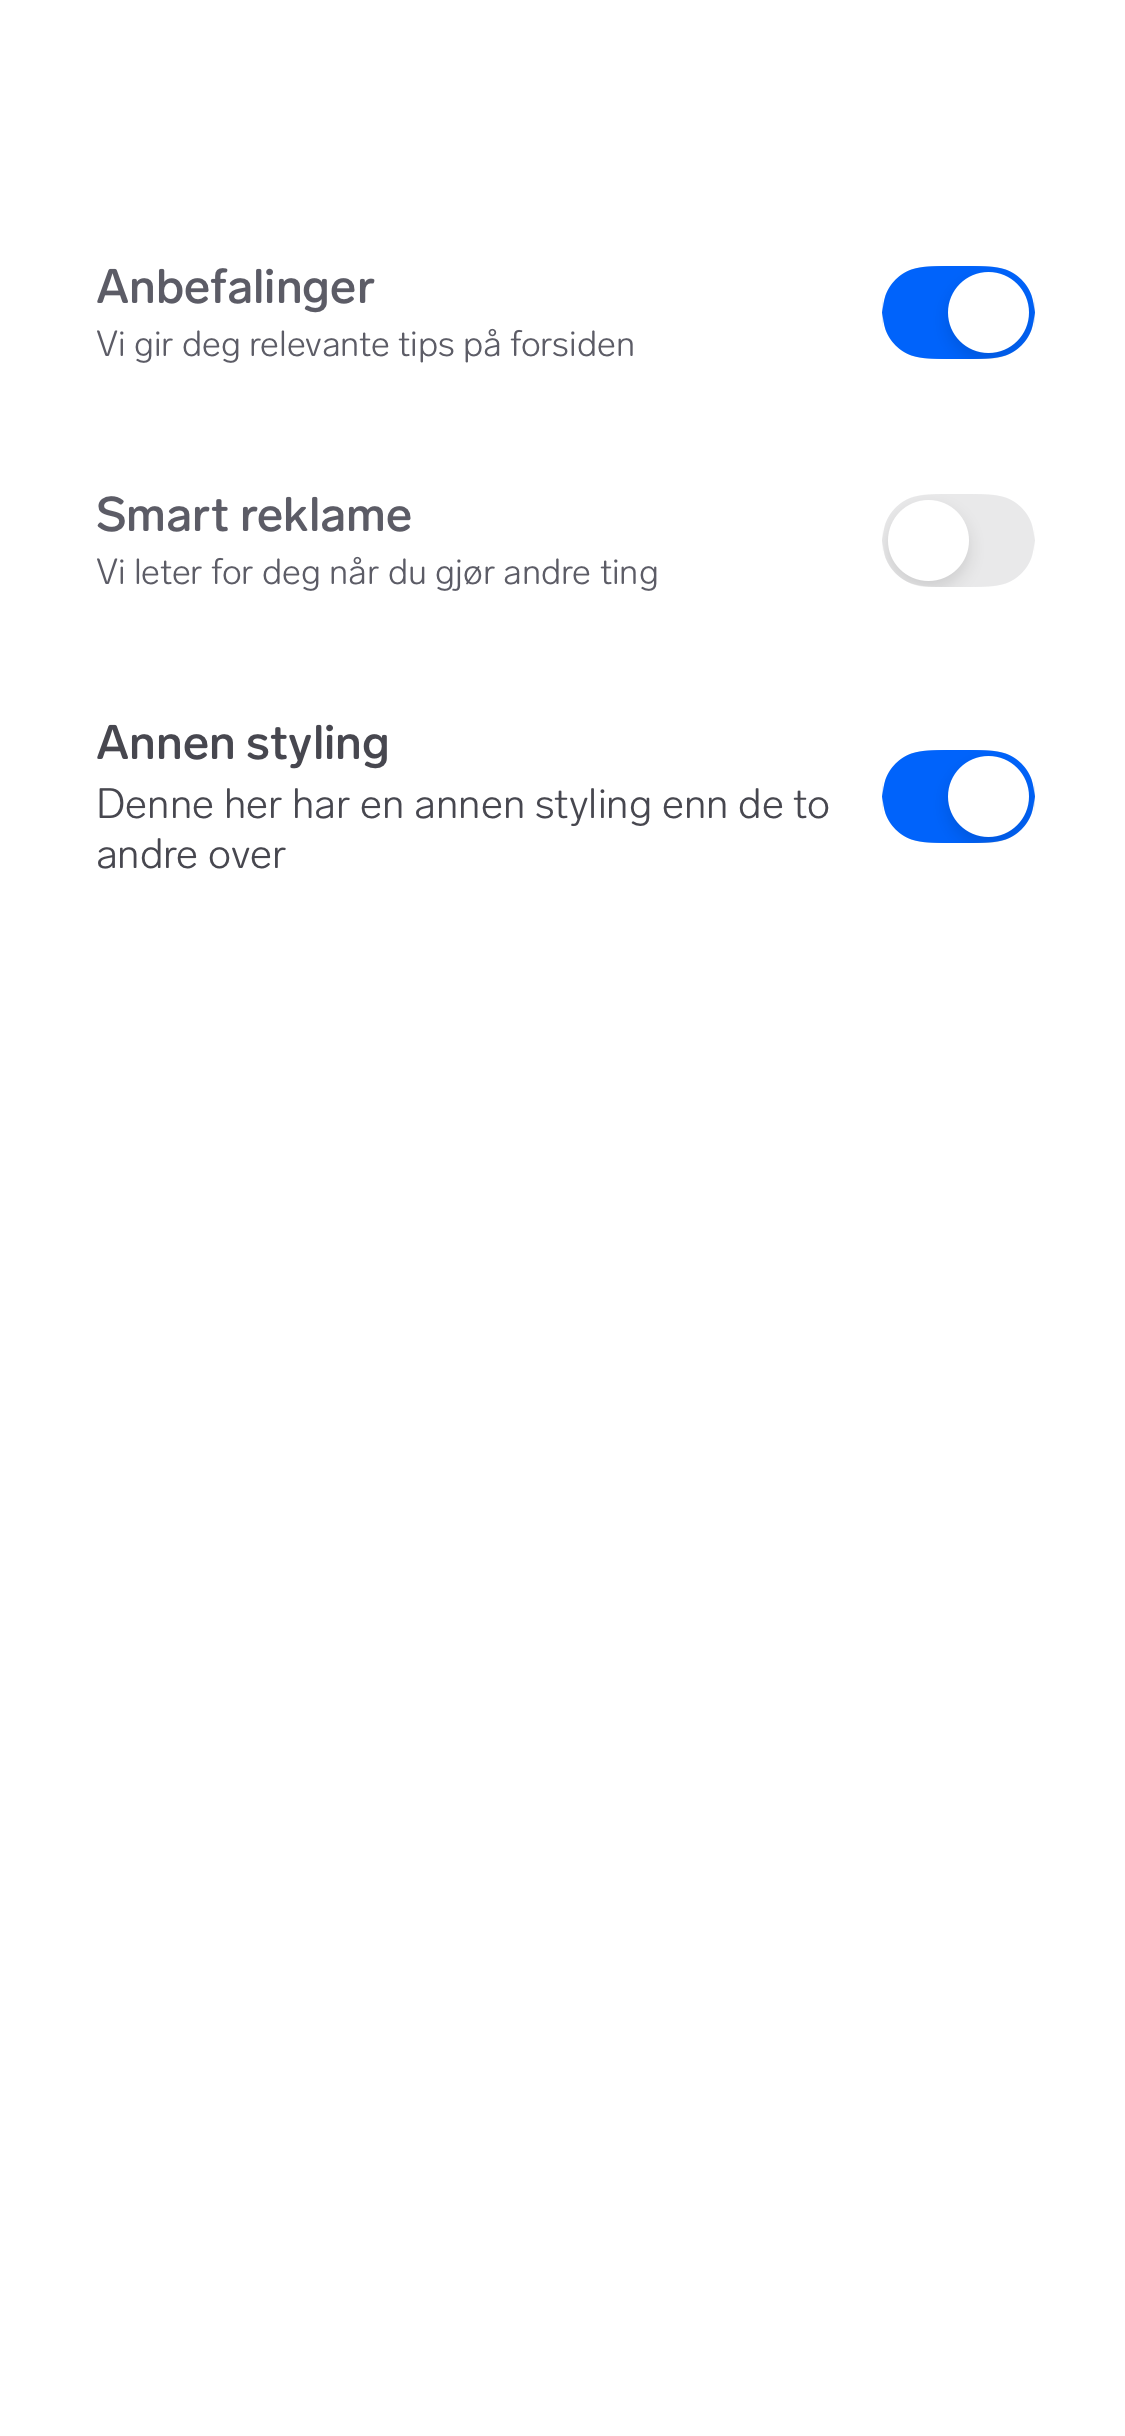 Anbefalinger
Vi gir deg relevante tips på forsiden
Smart reklame
Vi leter for deg når du gjør andre ting
Annen styling
Denne her har en annen styling enn de to
andre over